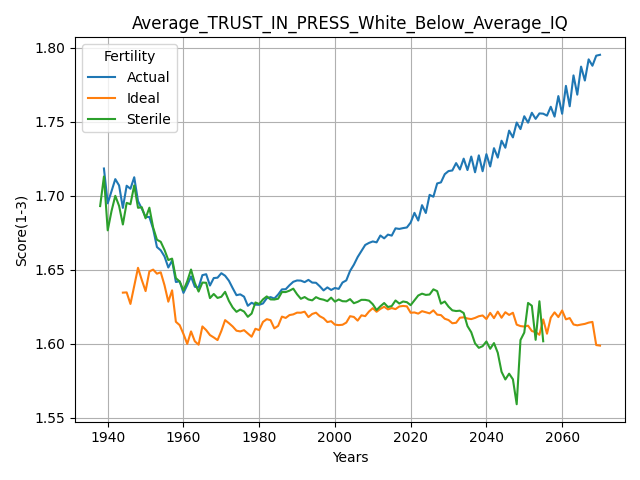 Average_TRUST_IN_PRESS_White_Below_Average_IQ
Fertility
Actual
Ideal
Sterile
Score(1-3)
1.80
1.75
1.70
1.65
1.60
1.55
1940 1960 1980 2000 2020 2040 2060
Years